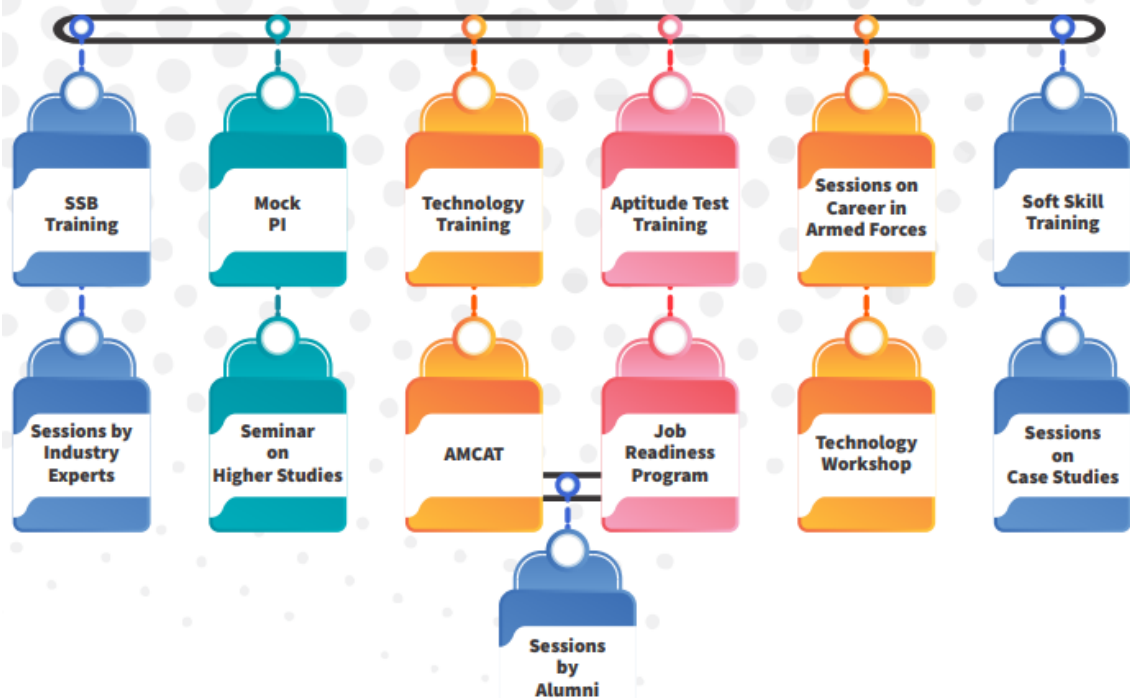 SSB
Training
Mock
PI
Technology
Training
Aptitude Test
Training
Sessions on
Career in
Armed Forces
Soft Skill
Training
Sessions by
Industry
Experts
Seminar
on
Higher Studies
AMCAT
Job
Readiness
Program
Technology
Workshop
Sessions
on
Case Studies
Sessions
by
Alumni